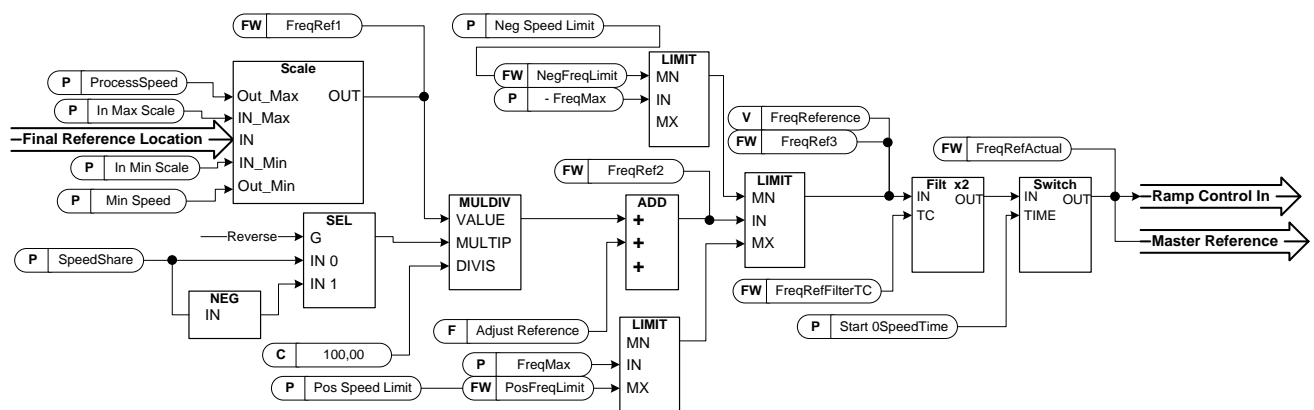 FW FreqRef1
P Neg Speed Limit
Scale
LIMIT
P ProcessSpeed
Out_Max OUT
FW NegFreqLimit
MN
P In Max Scale
IN_Max
P - FreqMax
IN
Final Reference Location
IN
MX
V FreqReference
P In Min Scale
IN_Min
FW FreqRef3
FW FreqRefActual
P Min Speed
Out_Min
FW FreqRef2
LIMIT
Filt x2
Switch
MULDIV
ADD
MN
IN OUT
IN OUT
Ramp Control In
SEL
VALUE
+
IN
TC
TIME
Reverse
G
MULTIP
+
MX
Master Reference
P SpeedShare
IN 0
DIVIS
+
IN 1
FW FreqRefFilterTC
NEG
IN
LIMIT
F Adjust Reference
MN
P Start 0SpeedTime
C 100,00
P FreqMax
IN
P Pos Speed Limit
FW PosFreqLimit
MX